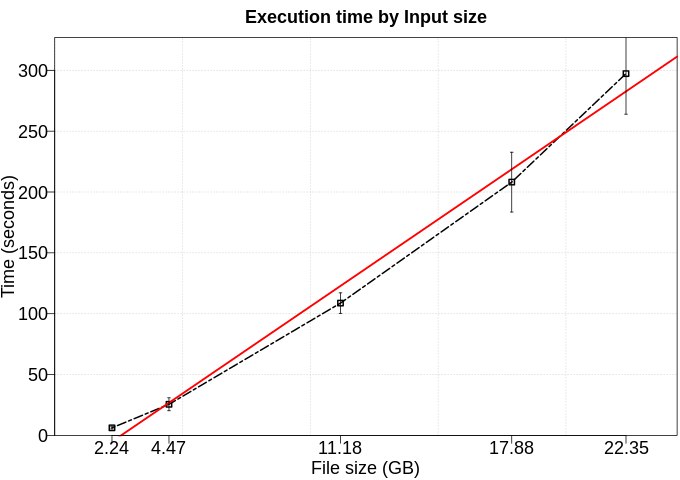 Execution time by Input size
Time (seconds)
300
250
200
150
100
50
0
2.24 4.47 11.18 17.88 22.35
File size (GB)